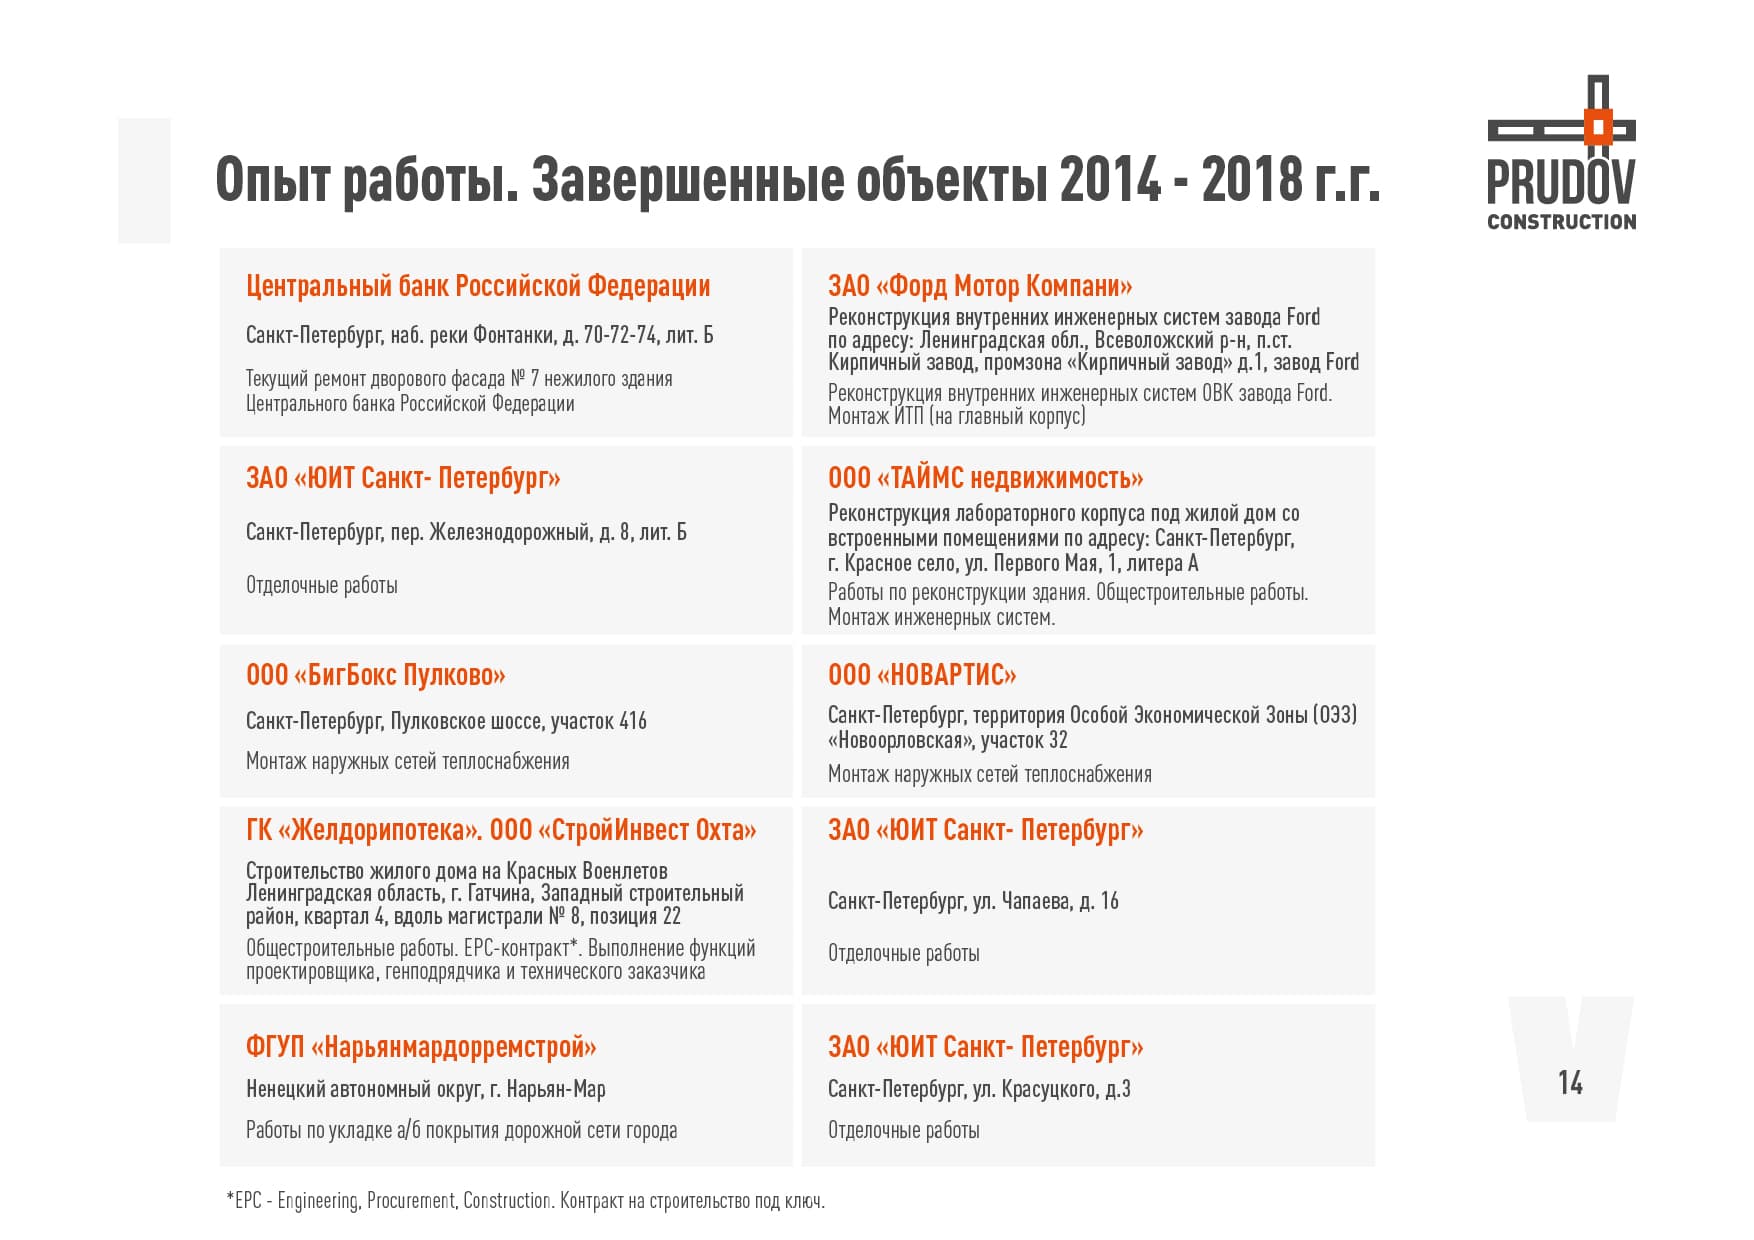 Опыт работы. Завершенные объекты 2014 - 2018 г.г.
PRUDOV
CONSTRUCTION
Центральный банк Российской Федерации
Санкт-Петербург, наб. реки Фонтанки, д. 70-72-74, лит. Б
Текущий ремонт дворового фасада № 7 нежилого здания
Центрального банка Российской Федерации
ЗАО «Форд Мотор Компани»
Реконструкция внутренних инженерных систем завода Ford
по адресу: Ленинградская обл., Всеволожский р-н, п.ст.
Кирпичный завод, промзона «Кирпичный завод» д.1, завод Ford
Реконструкция внутренних инженерных систем ОВК завода Ford.
Монтаж ИТП (на главный корпус)
ЗАО «ЮИТ Санкт- Петербург»
Санкт-Петербург, пер. Железнодорожный, д. 8, лит. Б
Отделочные работы
ООО «ТАЙМС недвижимость»
Реконструкция лабораторного корпуса под жилой дом со
встроенными помещениями по адресу: Санкт-Петербург,
г. Красное село, ул. Первого Мая, 1, литера А
Работы по реконструкции здания. Общестроительные работы.
Монтаж инженерных систем.
ООО «БигБокс Пулково»
Санкт-Петербург, Пулковское шоссе, участок 416
Монтаж наружных сетей теплоснабжения
ООО «НОВАРТИС»
Санкт-Петербург, территория Особой Экономической Зоны (ОЭЗ)
«Новоорловская», участок 32
Монтаж наружных сетей теплоснабжения
ГК «Желдорипотека». ООО «СтройИнвест Охта»
Строительство жилого дома на Красных Военлетов
Ленинградская область, г. Гатчина, Западный строительный
район, квартал 4, вдоль магистрали № 8, позиция 22
Общестроительные работы. EPC-контракт*. Выполнение функций
проектировщика, генподрядчика и технического заказчика
ЗАО «ЮИТ Санкт- Петербург»
Санкт-Петербург, ул. Чапаева, д. 16
Отделочные работы
ФГУП «Нарьянмардорремстрой»
Ненецкий автономный округ, г. Нарьян-Мар
Работы по укладке а/б покрытия дорожной сети города
ЗАО «ЮИТ Санкт- Петербург»
Санкт-Петербург, ул. Красуцкого, д.3
Отделочные работы
14
*EPC - Engineering, Procurement, Construction. Контракт на строительство под ключ.